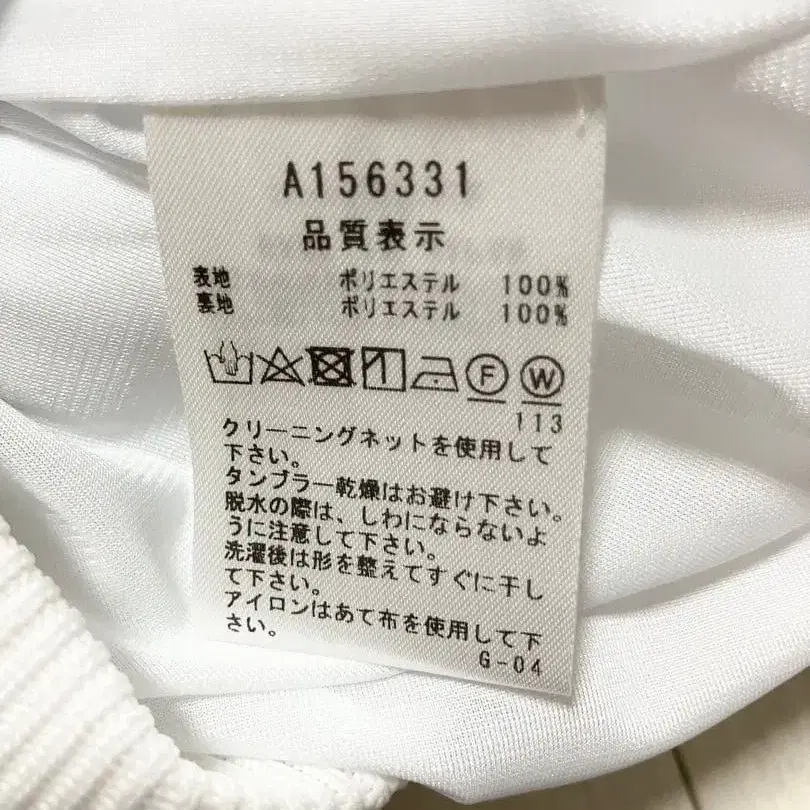 A156331
品質表示
表地 ポリエステル 100%
裏地 ポリエステル 100%
F W
113
クリーニングネットを使用して
下さい。
タンブラー乾燥はお避け下さい。
脱水の際は、しわにならないよ
うに注意して下さい。
洗濯後は形を整えてすぐに干し
て下さい。
アイロンはあて布を使用して下
さい。
G-04